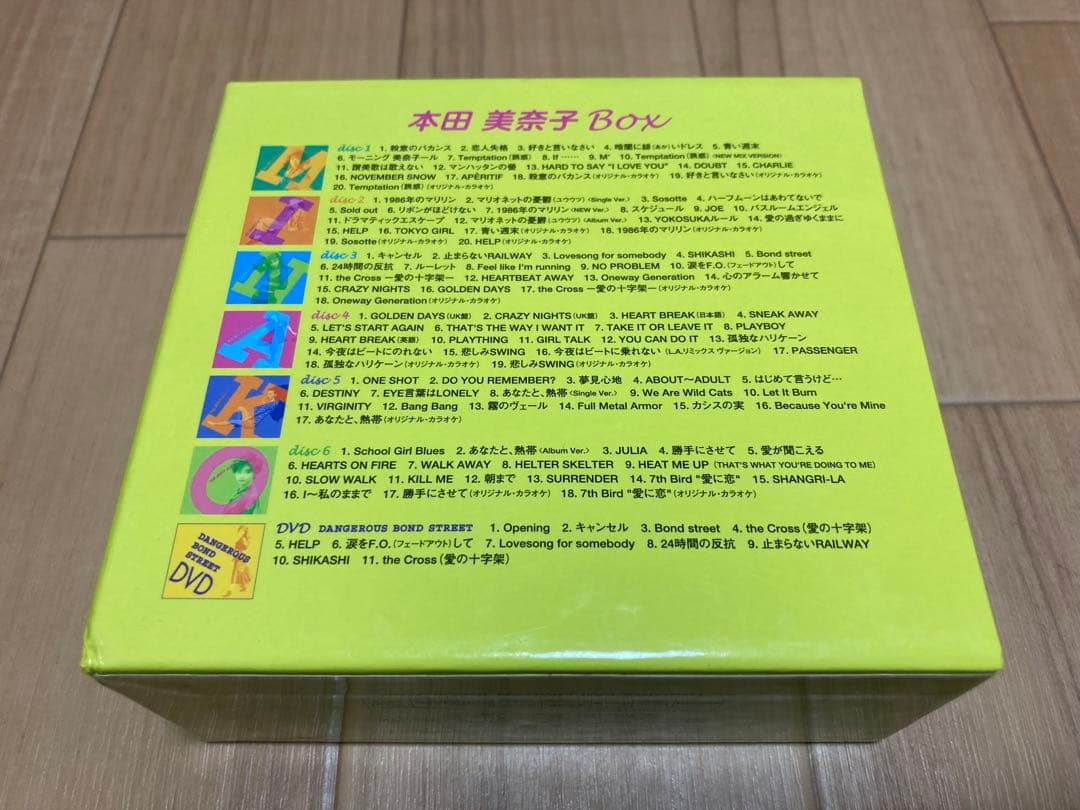 本田 美奈子 Box
M
disc 1 1. 殺意のバカンス 2. 恋人失格 3. 好きと言いなさい 4. 暗闇に緋(あか)いドレス 5. 青い週末
6. モーニング 美奈子ール 7. Temptation(誘惑) 8. If…… 9. M' 10. Temptation(誘惑)〈NEW MIX VERSION〉
11. 讃美歌は歌えない 12. マンハッタンの螢 13. HARD TO SAY "I LOVE YOU" 14. DOUBT 15. CHARLIE
16. NOVEMBER SNOW 17. APÈRITIF 18. 殺意のバカンス(オリジナル・カラオケ) 19. 好きと言いなさい(オリジナル・カラオケ)
20. Temptation(誘惑)(オリジナル・カラオケ)
I
disc 2 1. 1986年のマリリン 2. マリオネットの憂鬱(ユウウツ)〈Single Ver.〉 3. Sosotte 4. ハーフムーンはあわてないで
5. Sold out 6. リボンがほどけない 7. 1986年のマリリン〈NEW Ver.〉 8. スケジュール 9. JOE 10. バスルームエンジェル
11. ドラマティックエスケープ 12. マリオネットの憂鬱(ユウウツ)〈Album Ver.〉 13. YOKOSUKAルール 14. 愛の過ぎゆくままに
15. HELP 16. TOKYO GIRL 17. 青い週末(オリジナル・カラオケ) 18. 1986年のマリリン(オリジナル・カラオケ)
19. Sosotte(オリジナル・カラオケ) 20. HELP(オリジナル・カラオケ)
N
disc 3 1. キャンセル 2. 止まらないRAILWAY 3. Lovesong for somebody 4. SHIKASHI 5. Bond street
6. 24時間の反抗 7. ルーレット 8. Feel like I'm running 9. NO PROBLEM 10. 涙をF.O.(フェードアウト)して
11. the Cross ―愛の十字架― 12. HEARTBEAT AWAY 13. Oneway Generation 14. 心のアラーム響かせて
15. CRAZY NIGHTS 16. GOLDEN DAYS 17. the Cross ―愛の十字架―(オリジナル・カラオケ)
18. Oneway Generation(オリジナル・カラオケ)
A
disc 4 1. GOLDEN DAYS(UK盤) 2. CRAZY NIGHTS(UK盤) 3. HEART BREAK(日本語) 4. SNEAK AWAY
5. LET'S START AGAIN 6. THAT'S THE WAY I WANT IT 7. TAKE IT OR LEAVE IT 8. PLAYBOY
9. HEART BREAK(英語) 10. PLAYTHING 11. GIRL TALK 12. YOU CAN DO IT 13. 孤独なハリケーン
14. 今夜はビートにのれない 15. 悲しみSWING 16. 今夜はビートに乗れない(L.A.リミックス ヴァージョン) 17. PASSENGER
18. 孤独なハリケーン(オリジナル・カラオケ) 19. 悲しみSWING(オリジナル・カラオケ)
K
disc 5 1. ONE SHOT 2. DO YOU REMEMBER? 3. 夢見心地 4. ABOUT〜ADULT 5. はじめて言うけど…
6. DESTINY 7. EYE言葉はLONELY 8. あなたと、熱帯〈Single Ver.〉 9. We Are Wild Cats 10. Let It Burn
11. VIRGINITY 12. Bang Bang 13. 霧のヴェール 14. Full Metal Armor 15. カシスの実 16. Because You're Mine
17. あなたと、熱帯(オリジナル・カラオケ)
O
disc 6 1. School Girl Blues 2. あなたと、熱帯〈Album Ver.〉 3. JULIA 4. 勝手にさせて 5. 愛が聞こえる
6. HEARTS ON FIRE 7. WALK AWAY 8. HELTER SKELTER 9. HEAT ME UP (THAT'S WHAT YOU'RE DOING TO ME)
10. SLOW WALK 11. KILL ME 12. 朝まで 13. SURRENDER 14. 7th Bird "愛に恋" 15. SHANGRI-LA
16. I〜私のままで 17. 勝手にさせて(オリジナル・カラオケ) 18. 7th Bird "愛に恋"(オリジナル・カラオケ)
DANGEROUS
BOND
STREET
DVD
DVD DANGEROUS BOND STREET 1. Opening 2. キャンセル 3. Bond street 4. the Cross(愛の十字架)
5. HELP 6. 涙をF.O.(フェードアウト)して 7. Lovesong for somebody 8. 24時間の反抗 9. 止まらないRAILWAY
10. SHIKASHI 11. the Cross(愛の十字架)